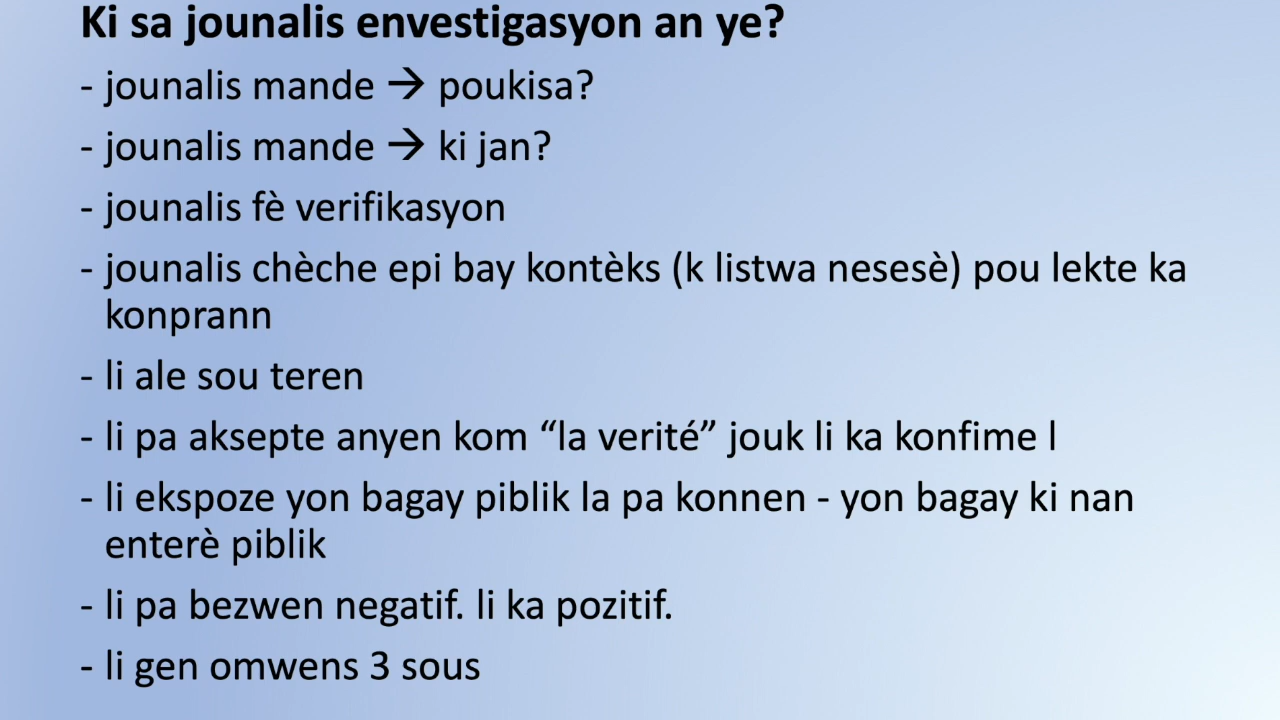 Ki sa jounalis envestigasyon an ye?
- jounalis mande → poukisa?
- jounalis mande → ki jan?
- jounalis fè verifikasyon
- jounalis chèche epi bay kontèks (k listwa nesesè) pou lekte ka
konprann
- li ale sou teren
- li pa aksepte anyen kom “la verité” jouk li ka konfime l
- li ekspoze yon bagay piblik la pa konnen - yon bagay ki nan
enterè piblik
- li pa bezwen negatif. li ka pozitif.
- li gen omwens 3 sous